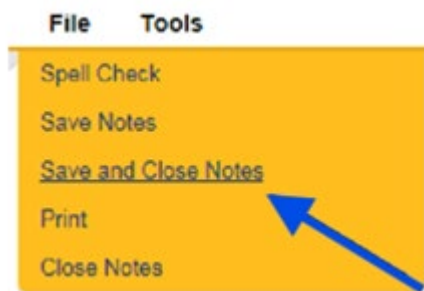 File Tools
Spell Check
Save Notes
Save and Close Notes
Print
Close Notes